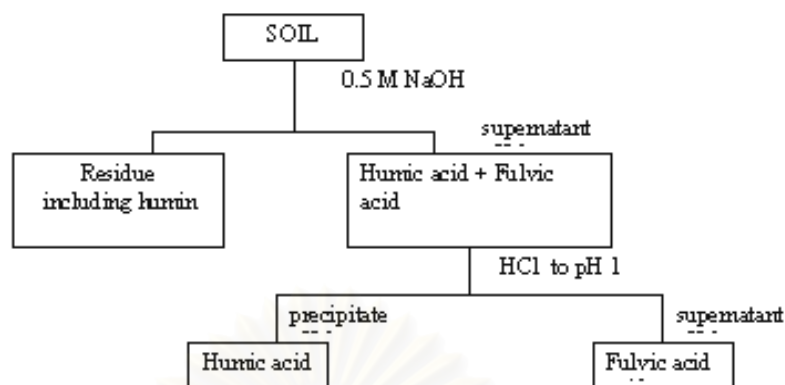 SOIL
0.5 M NaOH
supernatant
Residue
including humin
Humic acid + Fulvic
acid
HCl to pH 1
precipitate
supernatant
Humic acid
Fulvic acid